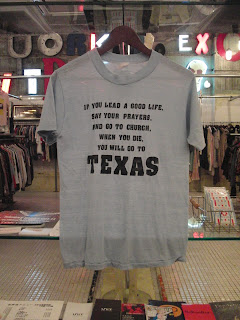 IF YOU LEAD A GOOD LIFE,
SAY YOUR PRAYERS,
AND GO TO CHURCH,
WHEN YOU DIE,
YOU WILL GO TO
TEXAS